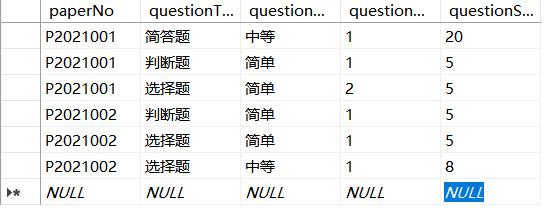 paperNo questionT... question... question... questionS...
P2021001 简答题 中等 1 20
P2021001 判断题 简单 1 5
P2021001 选择题 简单 2 5
P2021002 判断题 简单 1 5
P2021002 选择题 简单 1 5
P2021002 选择题 中等 1 8
NULL NULL NULL NULL NULL